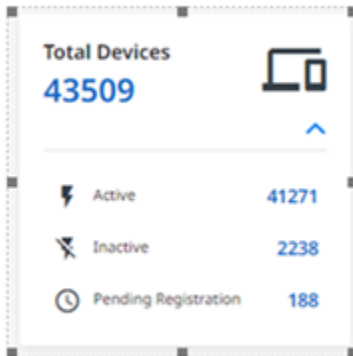 Total Devices
43509
Active 41271
Inactive 2238
Pending Registration 188